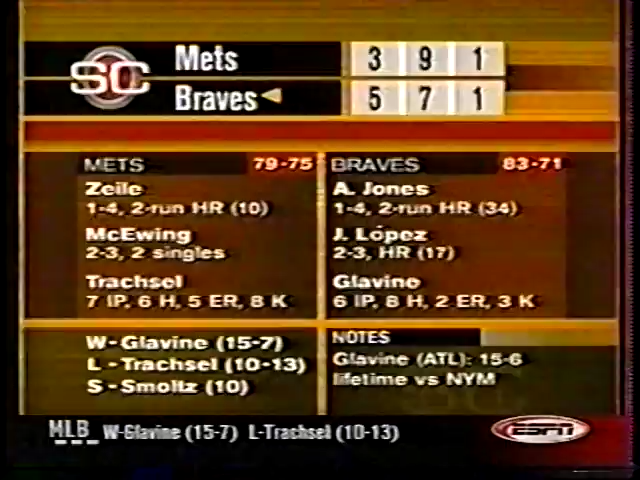 SC
Mets 3 9 1
Braves 5 7 1
METS 79-75
Zeile
1-4, 2-run HR (10)
McEwing
2-3, 2 singles
Trachsel
7 IP, 6 H, 5 ER, 8 K
BRAVES 83-71
A. Jones
1-4, 2-run HR (34)
J. López
2-3, HR (17)
Glavine
6 IP, 8 H, 2 ER, 3 K
W-Glavine (15-7)
L-Trachsel (10-13)
S-Smoltz (10)
NOTES
Glavine (ATL): 15-6
lifetime vs NYM
MLB W-Glavine (15-7) L-Trachsel (10-13)
ESPN